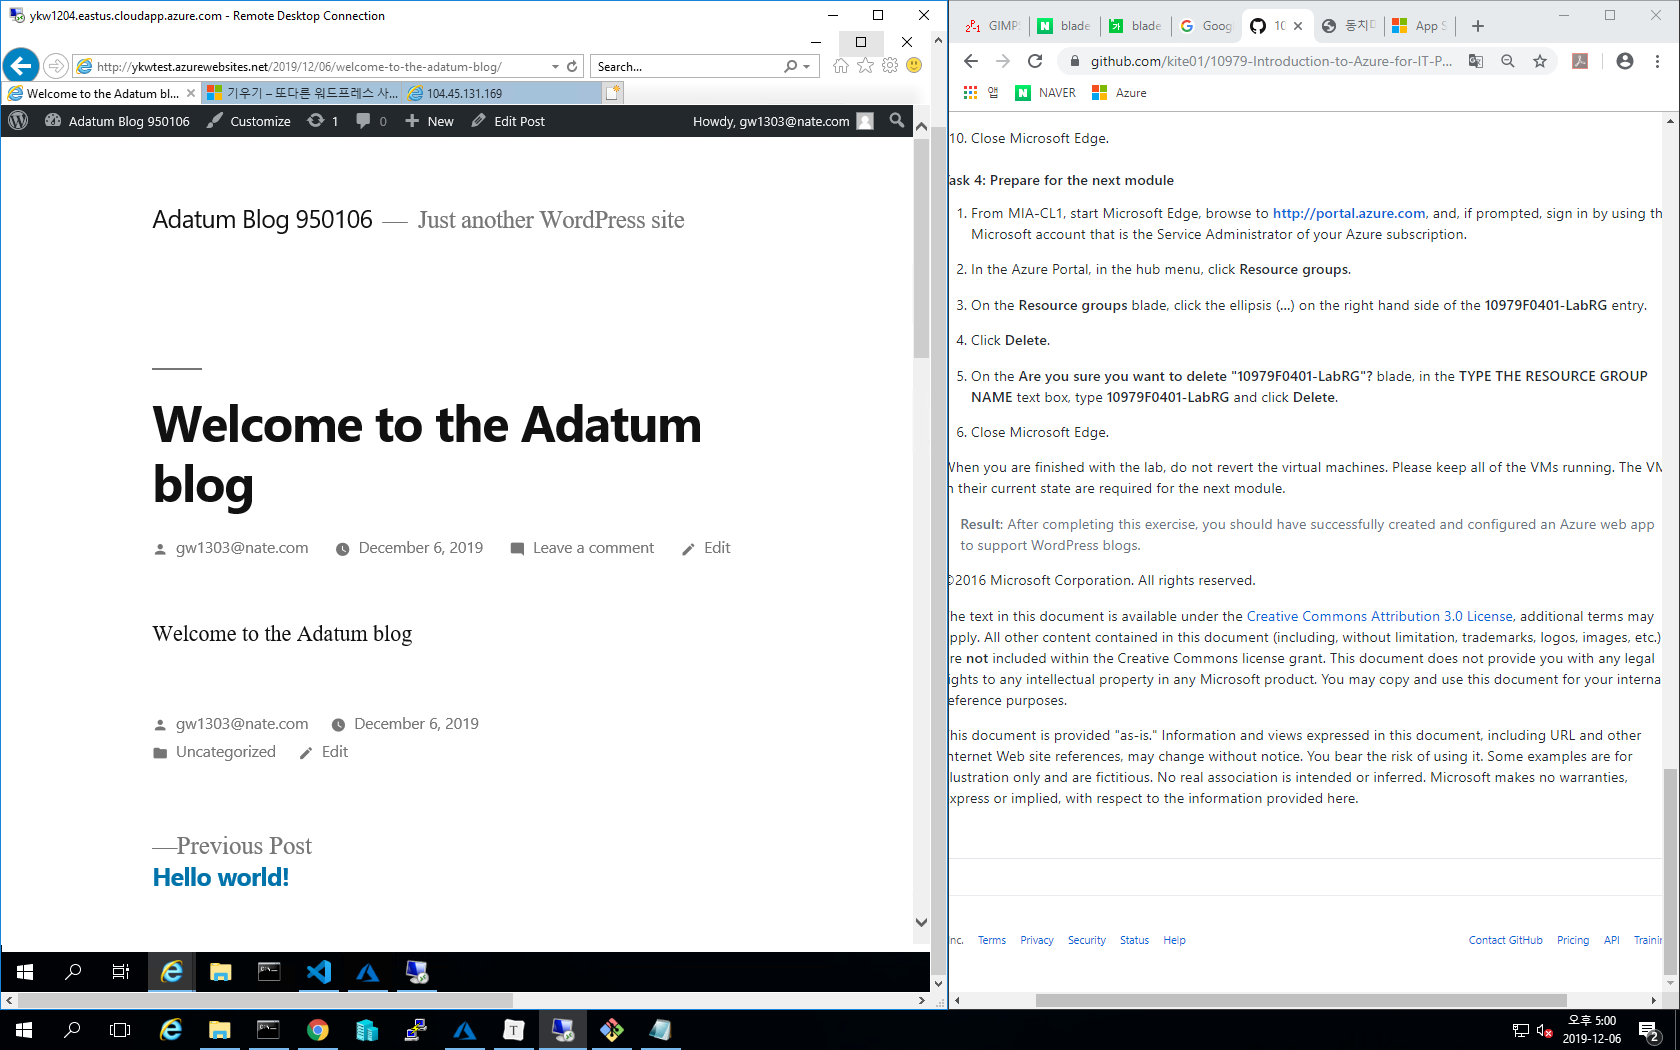 ykw1204.eastus.cloudapp.azure.com - Remote Desktop Connection
http://ykwtest.azurewebsites.net/2019/12/06/welcome-to-the-adatum-blog/
Search...
Welcome to the Adatum bl...
키우기 – 또다른 워드프레스 사...
104.45.131.169
Adatum Blog 950106
Customize
1
0
New
Edit Post
Howdy, gw1303@nate.com
Adatum Blog 950106 — Just another WordPress site
Welcome to the Adatum
blog
gw1303@nate.com
December 6, 2019
Leave a comment
Edit
Welcome to the Adatum blog
gw1303@nate.com
December 6, 2019
Uncategorized
Edit
—Previous Post
Hello world!
GIMPS
blade
blade
Goog
10
동치미
App S
github.com/kite01/10979-Introduction-to-Azure-for-IT-P...
앱
NAVER
Azure
10. Close Microsoft Edge.
ask 4: Prepare for the next module
1. From MIA-CL1, start Microsoft Edge, browse to http://portal.azure.com, and, if prompted, sign in by using th
Microsoft account that is the Service Administrator of your Azure subscription.
2. In the Azure Portal, in the hub menu, click Resource groups.
3. On the Resource groups blade, click the ellipsis (...) on the right hand side of the 10979F0401-LabRG entry.
4. Click Delete.
5. On the Are you sure you want to delete "10979F0401-LabRG"? blade, in the TYPE THE RESOURCE GROUP
NAME text box, type 10979F0401-LabRG and click Delete.
6. Close Microsoft Edge.
When you are finished with the lab, do not revert the virtual machines. Please keep all of the VMs running. The VM
n their current state are required for the next module.
Result: After completing this exercise, you should have successfully created and configured an Azure web app
to support WordPress blogs.
©2016 Microsoft Corporation. All rights reserved.
he text in this document is available under the Creative Commons Attribution 3.0 License, additional terms may
pply. All other content contained in this document (including, without limitation, trademarks, logos, images, etc.)
re not included within the Creative Commons license grant. This document does not provide you with any legal
ights to any intellectual property in any Microsoft product. You may copy and use this document for your interna
eference purposes.
his document is provided "as-is." Information and views expressed in this document, including URL and other
nternet Web site references, may change without notice. You bear the risk of using it. Some examples are for
llustration only and are fictitious. No real association is intended or inferred. Microsoft makes no warranties,
xpress or implied, with respect to the information provided here.
Inc.
Terms
Privacy
Security
Status
Help
Contact GitHub
Pricing
API
Trainin
오후 5:00
2019-12-06
2